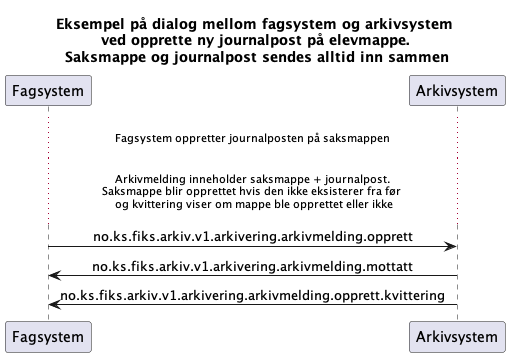 Eksempel på dialog mellom fagsystem og arkivsystem
ved opprette ny journalpost på elevmappe.
Saksmappe og journalpost sendes alltid inn sammen
Fagsystem
Arkivsystem
Fagsystem oppretter journalposten på saksmappen
Arkivmelding inneholder saksmappe + journalpost.
Saksmappe blir opprettet hvis den ikke eksisterer fra før
og kvittering viser om mappe ble opprettet eller ikke
no.ks.fiks.arkiv.v1.arkivering.arkivmelding.opprett
no.ks.fiks.arkiv.v1.arkivering.arkivmelding.mottatt
no.ks.fiks.arkiv.v1.arkivering.arkivmelding.opprett.kvittering
Fagsystem
Arkivsystem